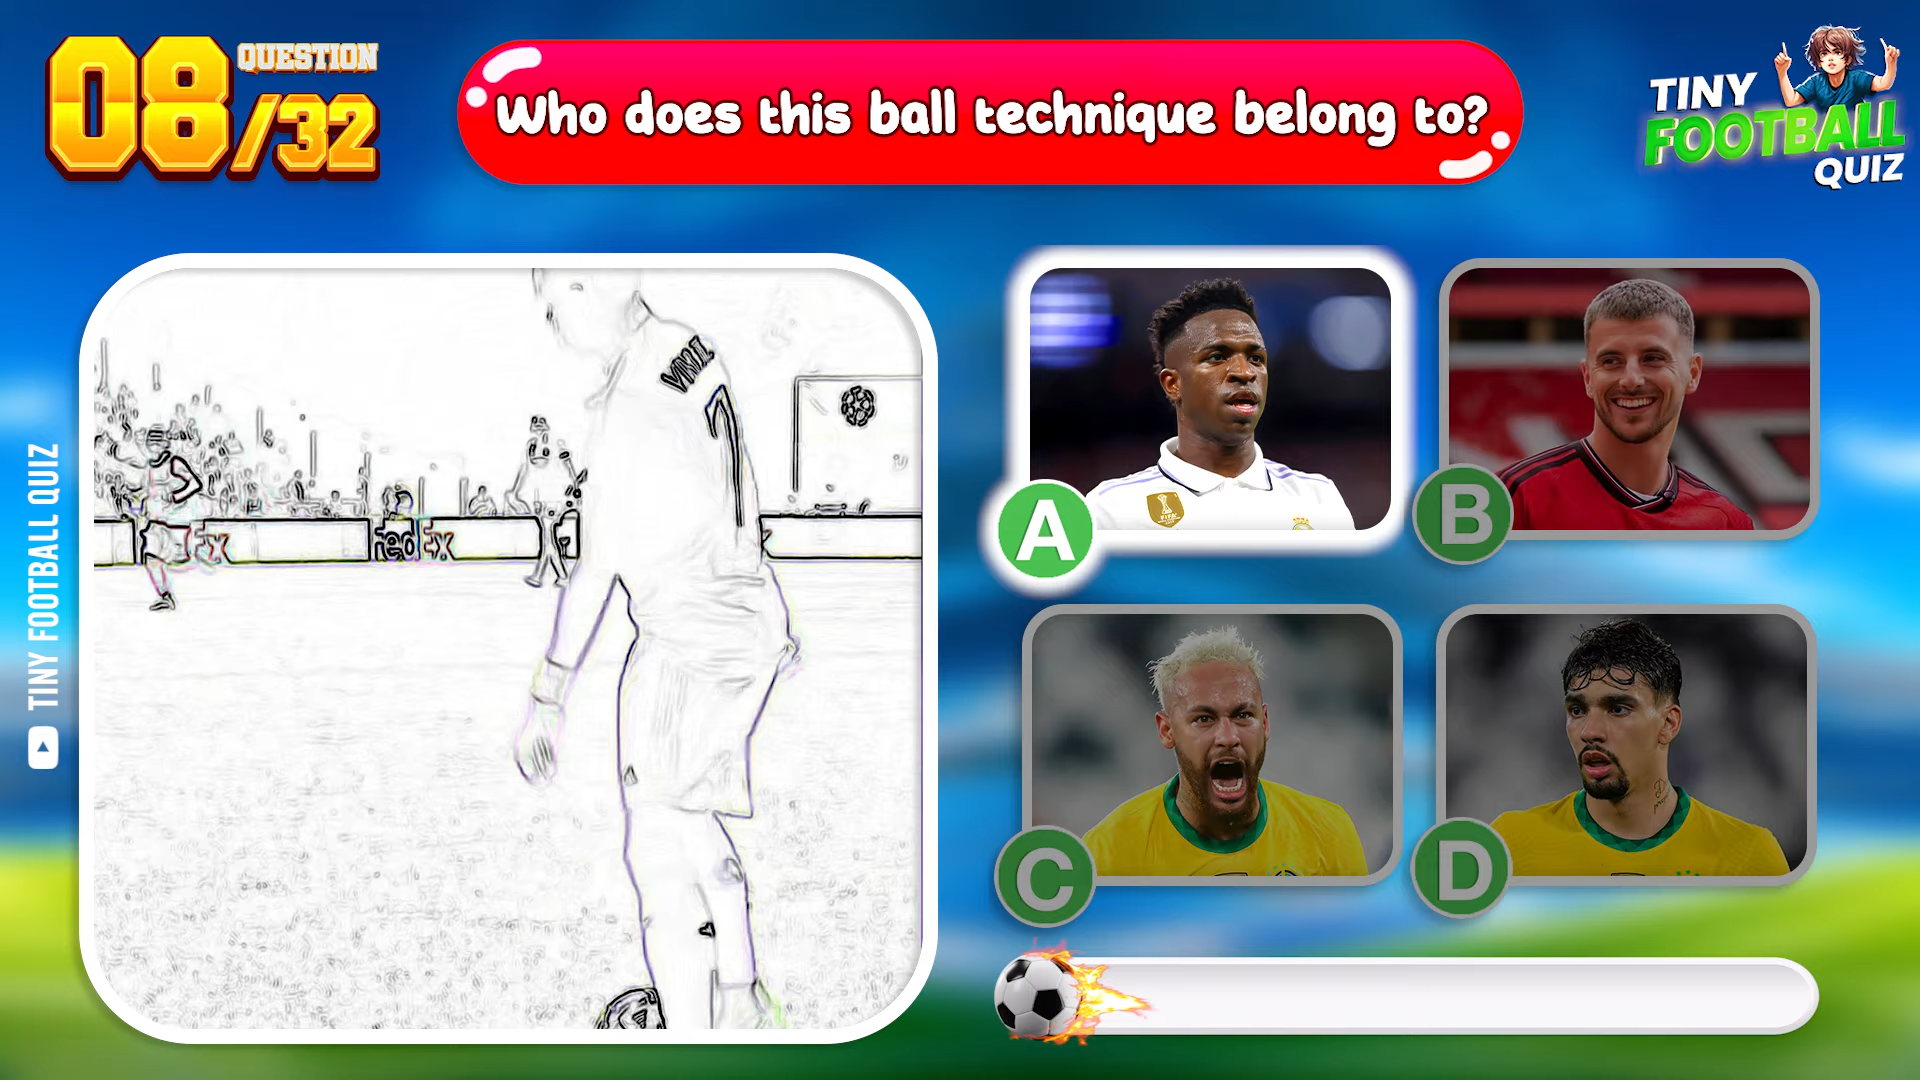 08
QUESTION
/32
Who does this ball technique belong to?
TINY
FOOTBALL
QUIZ
TINY FOOTBALL QUIZ
VINI JR.
7
Ex
FedEx
A
B
C
D